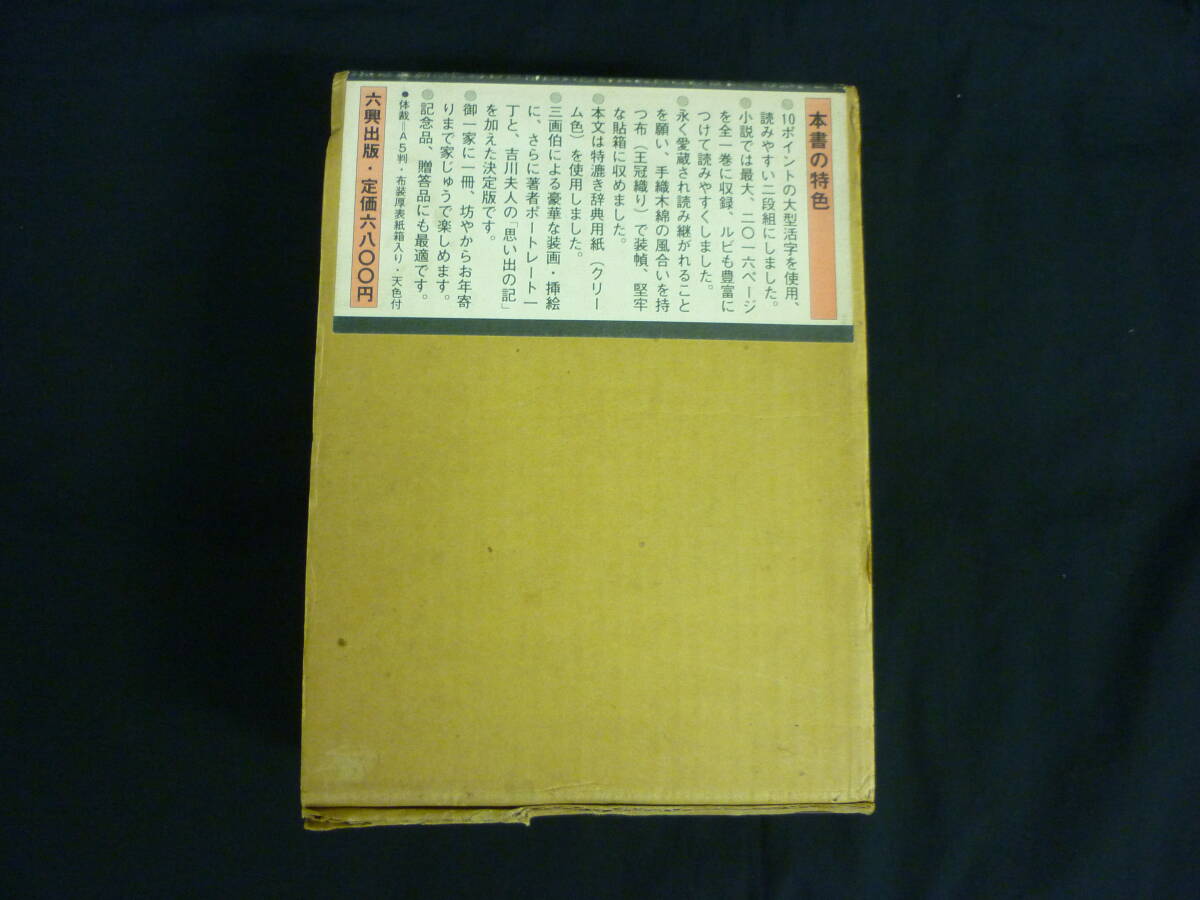 本書の特色
●10ポイントの大型活字を使用、
読みやすい二段組にしました。
●小説では最大、二〇一六ページ
を全一巻に収録、ルビも豊富に
つけて読みやすくしました。
●永く愛蔵され読み継がれること
を願い、手織木綿の風合いを持
つ布（王冠織り）で装幀、堅牢
な貼箱に収めました。
●本文は特漉き辞典用紙（クリー
ム色）を使用しました。
●三画伯による豪華な装画・挿絵
に、さらに著者ポートレート一
丁と、吉川夫人の「思い出の記」
を加えた決定版です。
●御一家に一冊、坊やからお年寄
りまで家じゅうで楽しめます。
●記念品、贈答品にも最適です。
●体裁＝A5判・布装厚表紙箱入り・天色付
六興出版・定価六八〇〇円